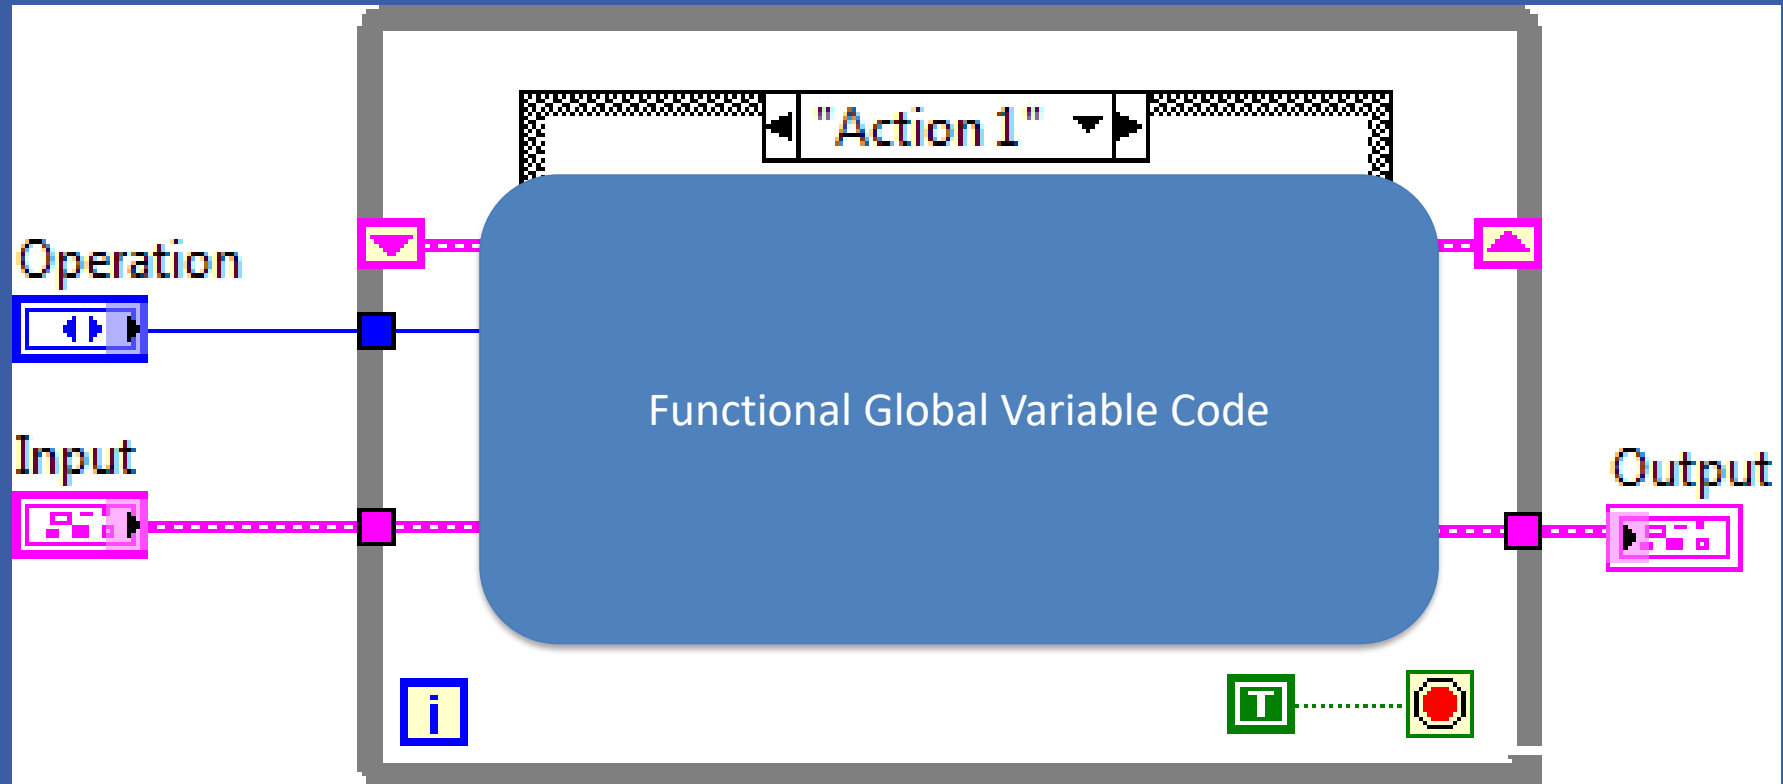 "Action 1"
Operation
Functional Global Variable Code
Input
Output
i
T